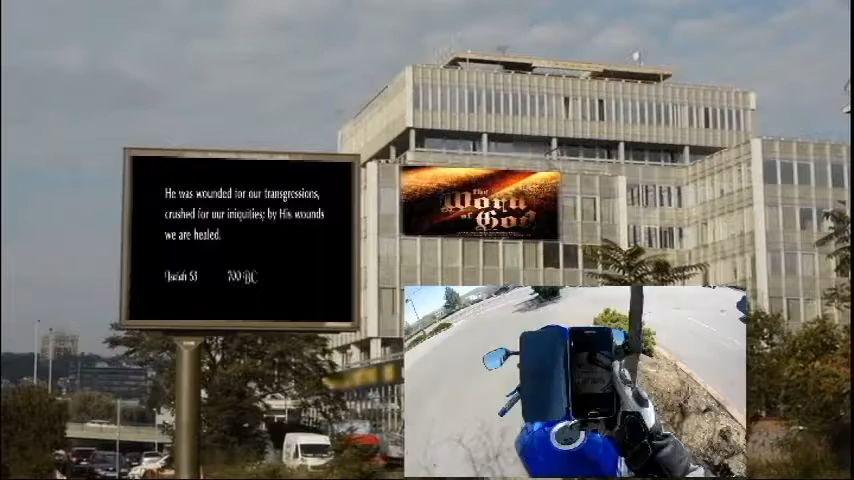 He was wounded for our transgressions,
crushed for our iniquities; by His wounds
we are healed.
Isaiah 53 700 BC
The
Word
of
God